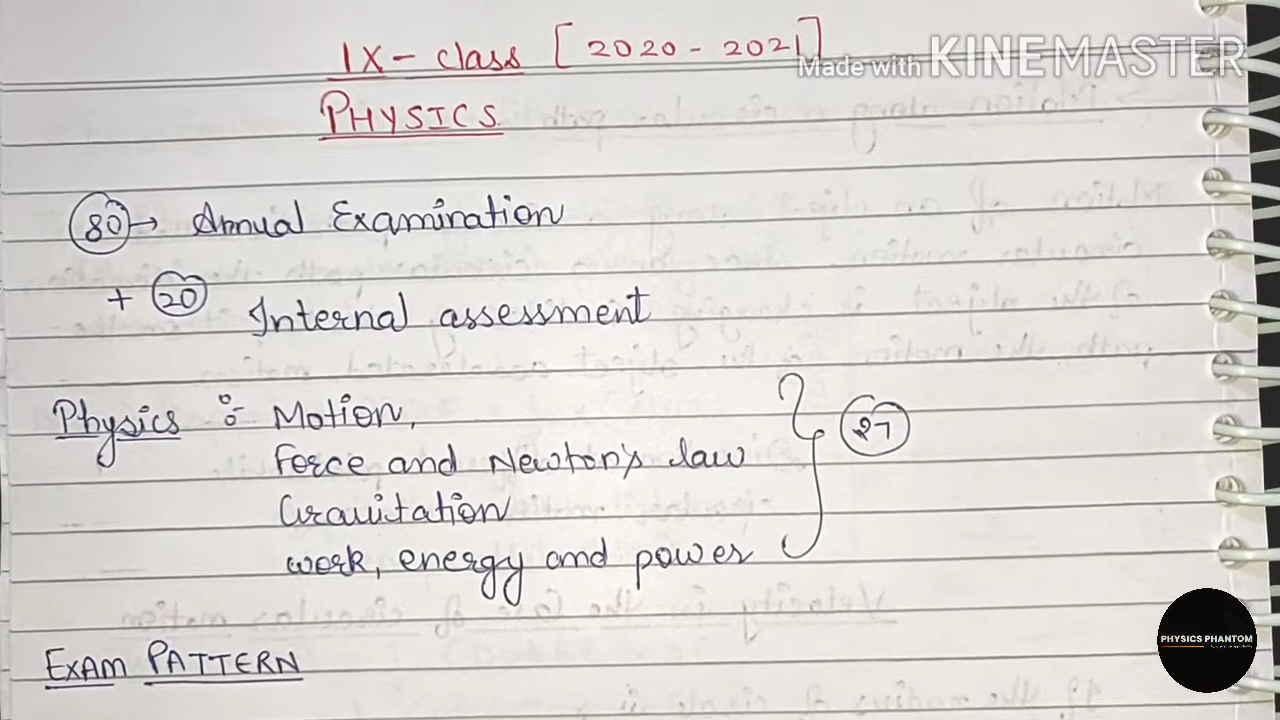 IX - class [ 2020 - 2021 ]
Made with KINEMASTER
PHYSICS
80 → Annual Examination
+ 20 Internal assessment
Physics : Motion,
Force and Newton's law
Gravitation
work, energy and power
27
EXAM PATTERN
PHYSICS PHANTOM